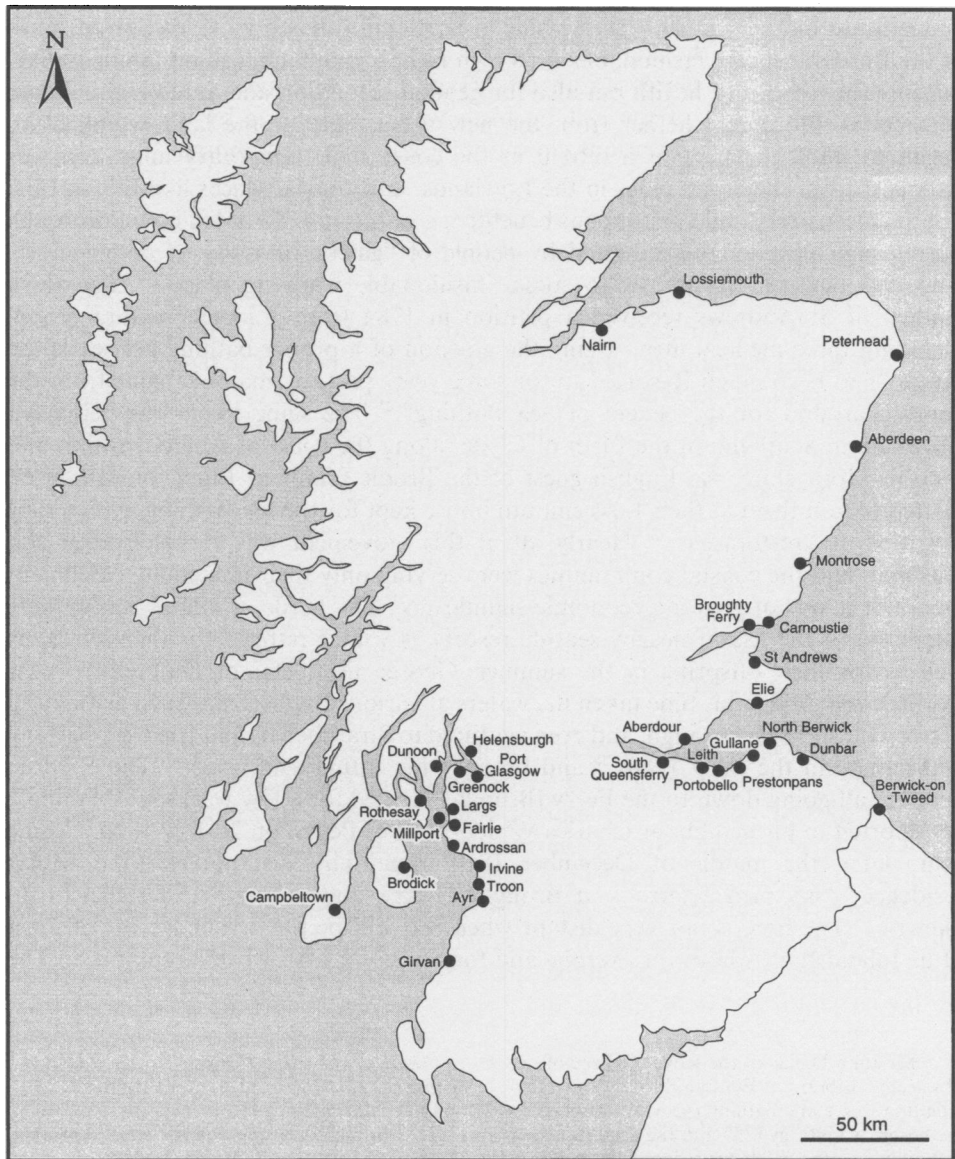 N
Lossiemouth
Nairn
Peterhead
Aberdeen
Montrose
Broughty
Ferry
Carnoustie
St Andrews
Elie
Aberdour
North Berwick
Gullane
Dunbar
Leith
South
Queensferry
Prestonpans
Portobello
Berwick-on
-Tweed
Helensburgh
Dunoon
Port
Glasgow
Greenock
Largs
Rothesay
Fairlie
Millport
Ardrossan
Irvine
Brodick
Troon
Campbeltown
Ayr
Girvan
50 km